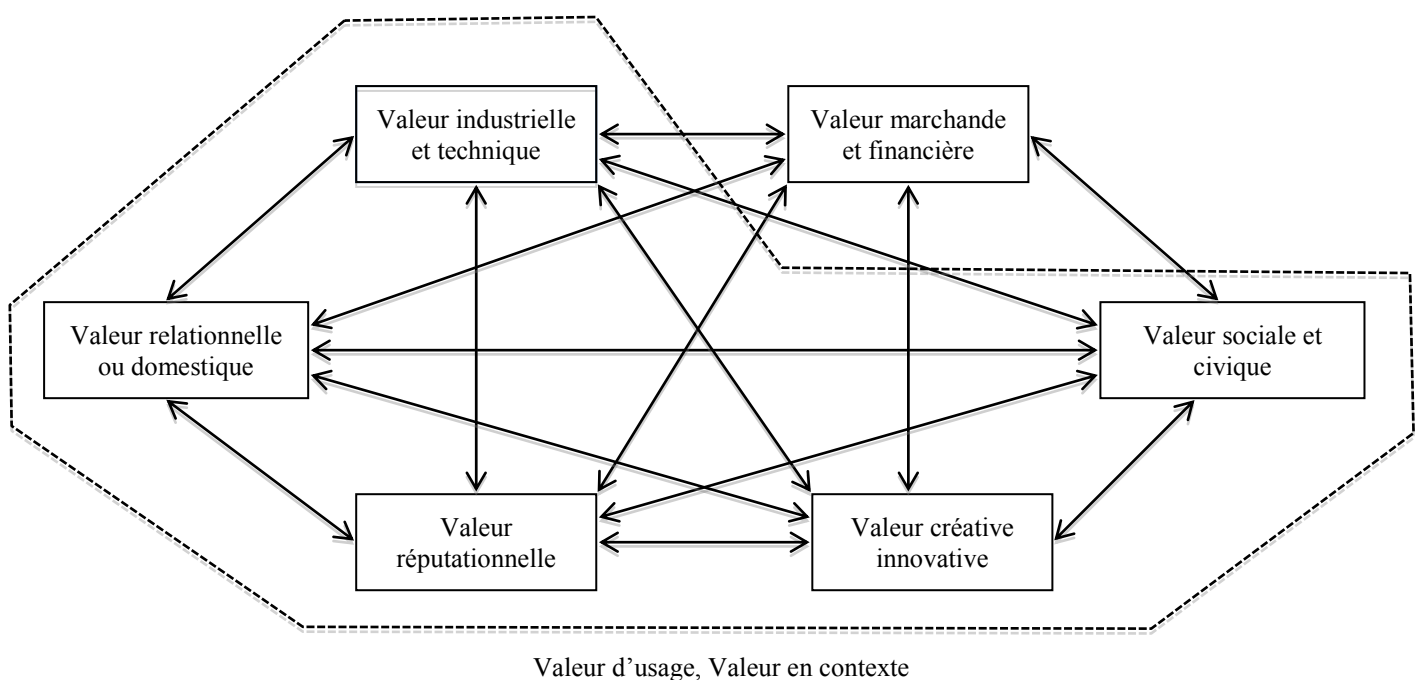 Valeur industrielle
et technique
Valeur marchande
et financière
Valeur relationnelle
ou domestique
Valeur sociale et
civique
Valeur
réputationnelle
Valeur créative
innovative
Valeur d’usage, Valeur en contexte